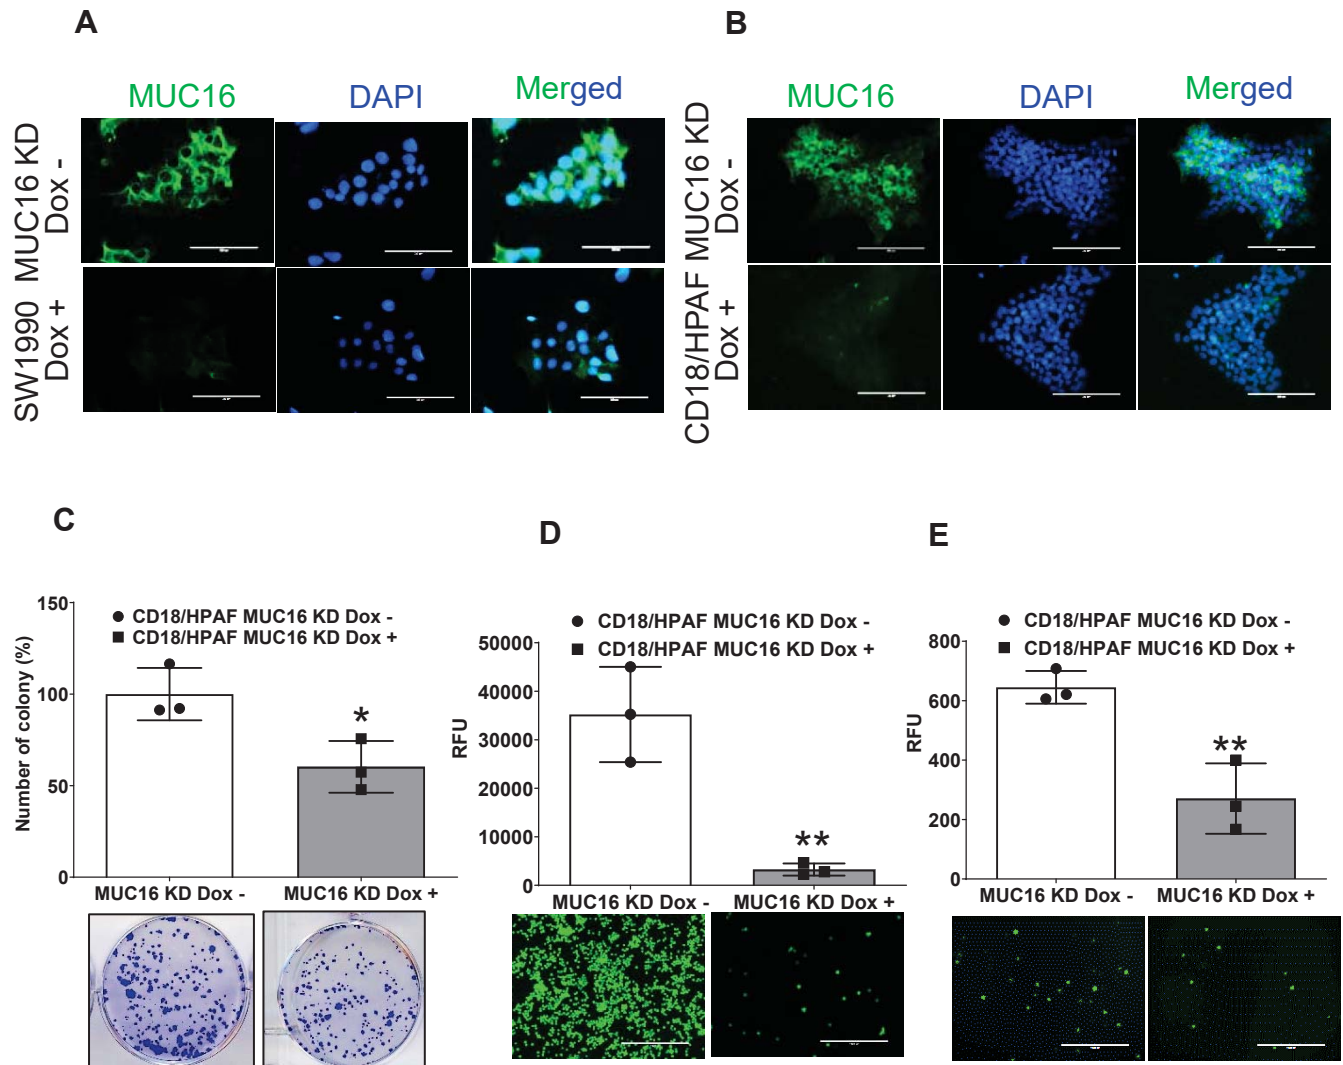 A
B
MUC16 DAPI Merged
MUC16 DAPI Merged
SW1990 MUC16 KD
Dox + Dox -
CD18/HPAF MUC16 KD
Dox + Dox -
C
D
E
CD18/HPAF MUC16 KD Dox -
CD18/HPAF MUC16 KD Dox +
Number of colony (%)
150
100
50
0
*
MUC16 KD Dox - MUC16 KD Dox +
CD18/HPAF MUC16 KD Dox -
CD18/HPAF MUC16 KD Dox +
RFU
50000
40000
30000
20000
10000
0
**
MUC16 KD Dox - MUC16 KD Dox +
CD18/HPAF MUC16 KD Dox -
CD18/HPAF MUC16 KD Dox +
RFU
800
600
400
200
0
**
MUC16 KD Dox - MUC16 KD Dox +